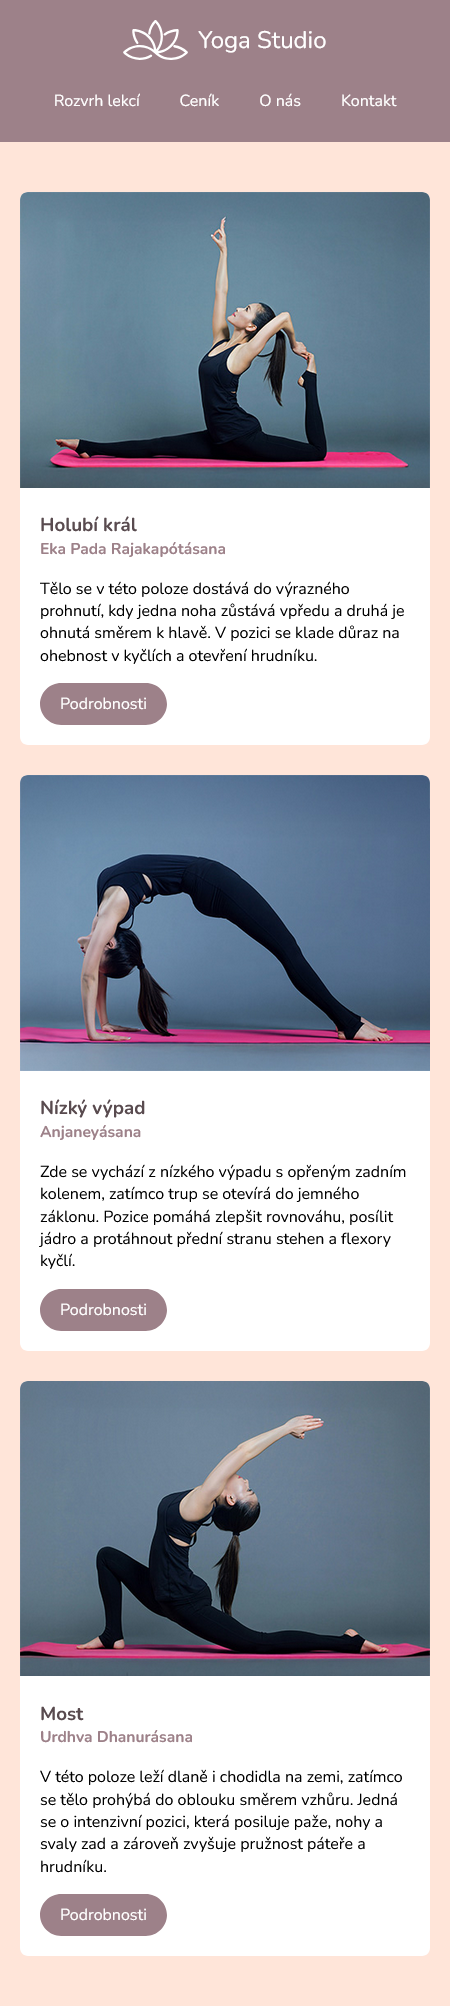 Yoga Studio
Rozvrh lekcí Ceník O nás Kontakt
Holubí král
Eka Pada Rajakapótásana
Tělo se v této poloze dostává do výrazného
prohnutí, kdy jedna noha zůstává vpředu a druhá je
ohnutá směrem k hlavě. V pozici se klade důraz na
ohebnost v kyčlích a otevření hrudníku.
Podrobnosti
Nízký výpad
Anjaneyásana
Zde se vychází z nízkého výpadu s opřeným zadním
kolenem, zatímco trup se otevírá do jemného
záklonu. Pozice pomáhá zlepšit rovnováhu, posílit
jádro a protáhnout přední stranu stehen a flexory
kyčlí.
Podrobnosti
Most
Urdhva Dhanurásana
V této poloze leží dlaně i chodidla na zemi, zatímco
se tělo prohýbá do oblouku směrem vzhůru. Jedná
se o intenzivní pozici, která posiluje paže, nohy a
svaly zad a zároveň zvyšuje pružnost páteře a
hrudníku.
Podrobnosti